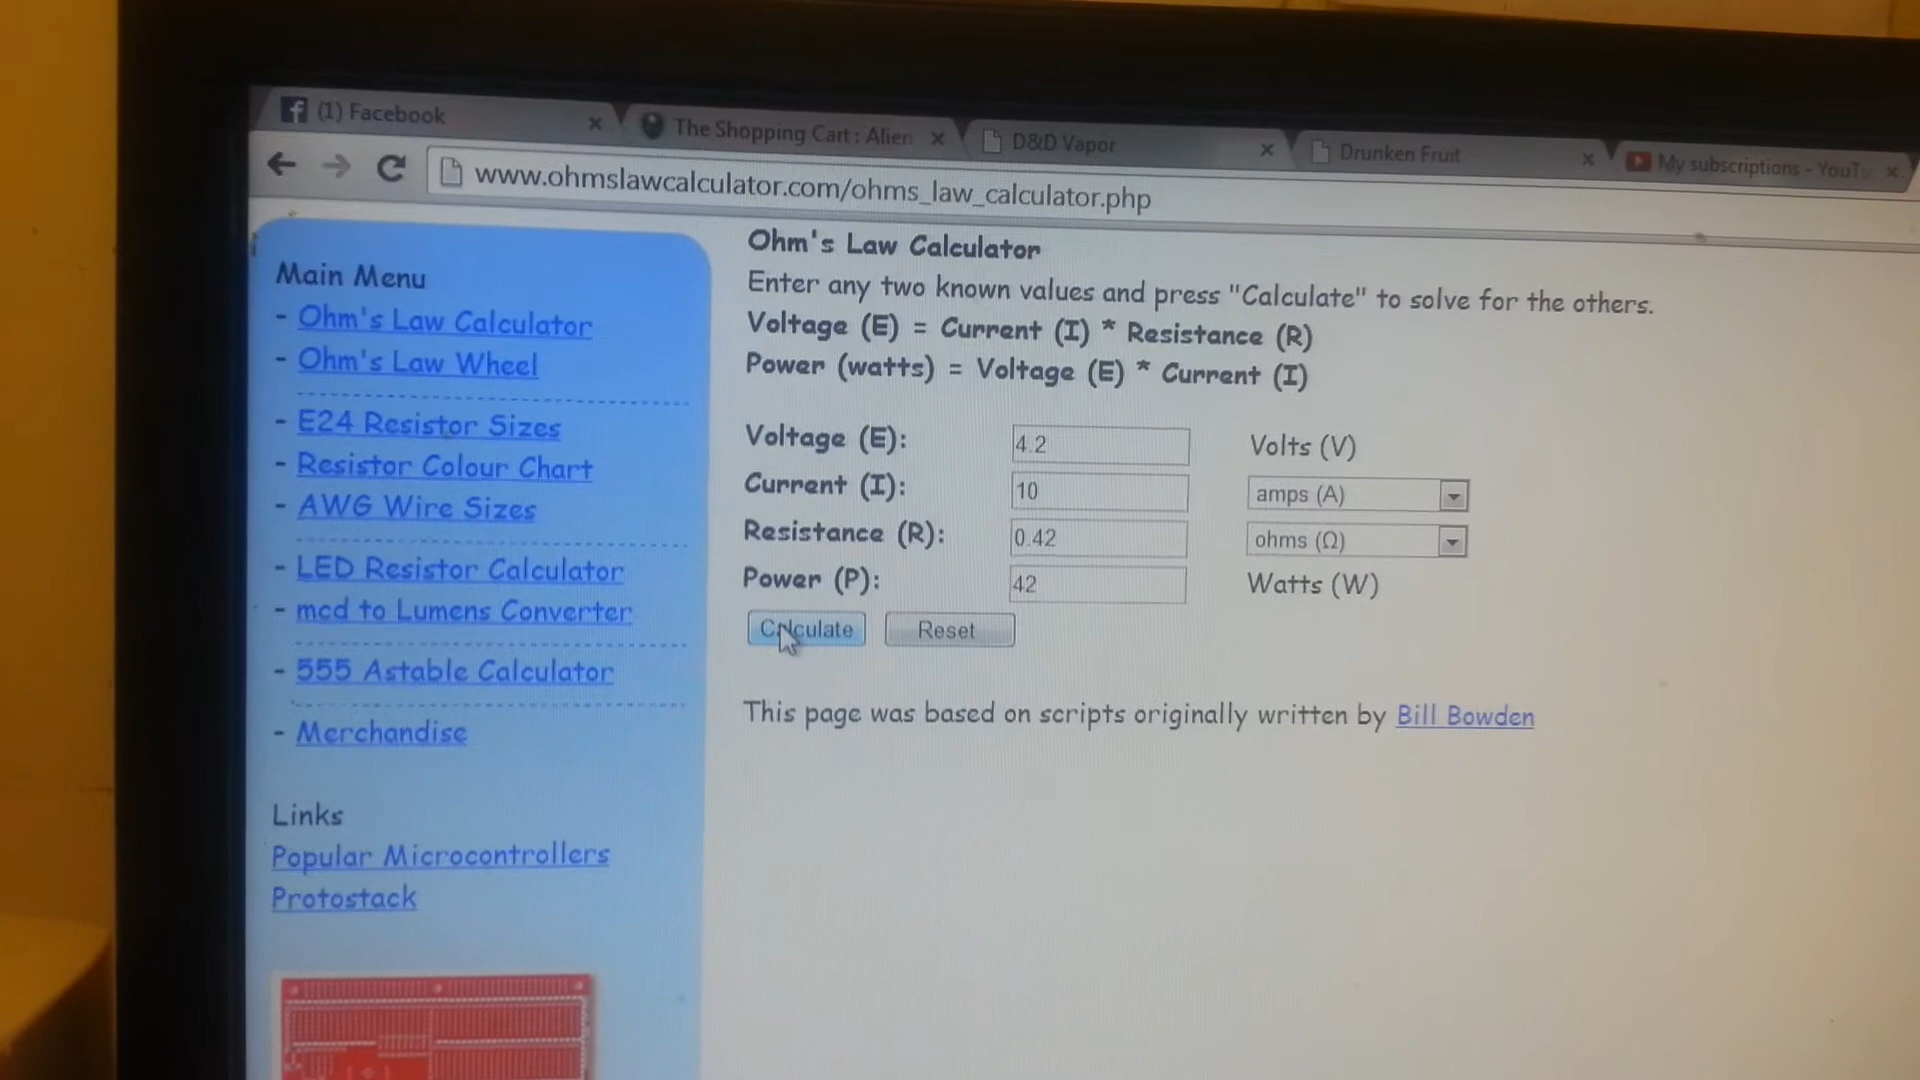 (1) Facebook
The Shopping Cart : Alien
D&D Vapor
Drunken Fruit
My subscriptions - YouTu
www.ohmslawcalculator.com/ohms_law_calculator.php
Main Menu
- Ohm's Law Calculator
- Ohm's Law Wheel
- E24 Resistor Sizes
- Resistor Colour Chart
- AWG Wire Sizes
- LED Resistor Calculator
- mcd to Lumens Converter
- 555 Astable Calculator
- Merchandise
Links
Popular Microcontrollers
Protostack
Ohm's Law Calculator
Enter any two known values and press "Calculate" to solve for the others.
Voltage (E) = Current (I) * Resistance (R)
Power (watts) = Voltage (E) * Current (I)
Voltage (E): 4.2 Volts (V)
Current (I): 10 amps (A)
Resistance (R): 0.42 ohms (Ω)
Power (P): 42 Watts (W)
Calculate Reset
This page was based on scripts originally written by Bill Bowden